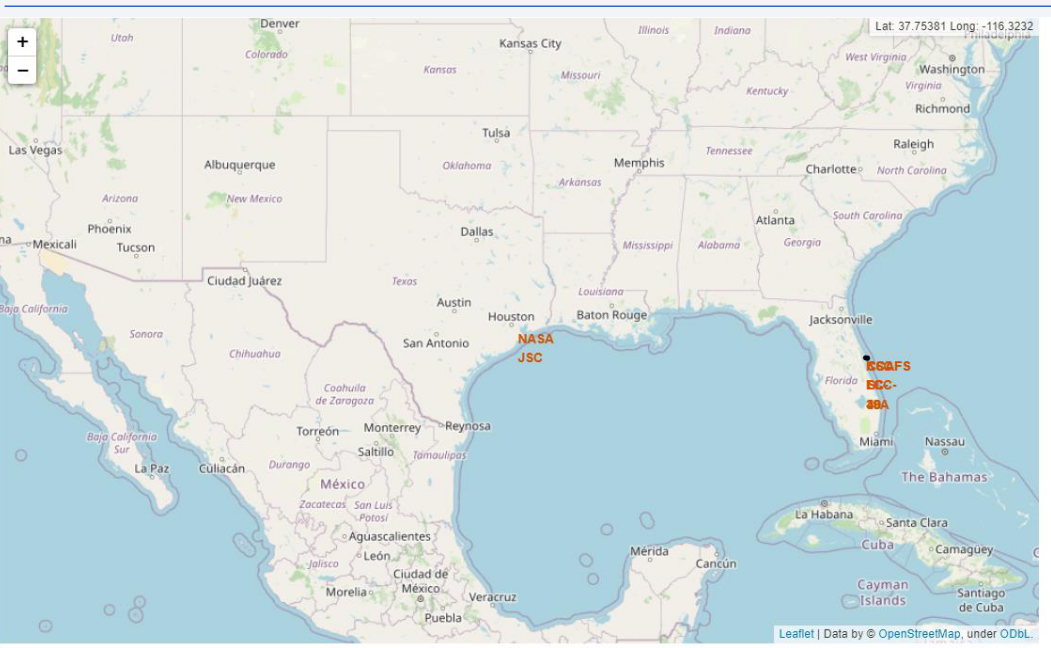 Lat: 37.75381 Long: -116.3232
+
−
Utah
Denver
Colorado
Kansas
Kansas City
Missouri
Illinois
Indiana
Philadelphia
West Virginia
Washington
Virginia
Kentucky
Richmond
Las Vegas
Albuquerque
Tulsa
Oklahoma
Arkansas
Memphis
Tennessee
Raleigh
Charlotte
North Carolina
Arizona
New Mexico
Phoenix
Tucson
Mexicali
Dallas
Mississippi
Alabama
Atlanta
Georgia
South Carolina
Ciudad Juárez
Texas
Louisiana
Baja California
Sonora
Chihuahua
Austin
Houston
Baton Rouge
Jacksonville
San Antonio
NASA
JSC
Florida
Coahuila
de Zaragoza
Torreón
Monterrey
Reynosa
Saltillo
Tamaulipas
Miami
Nassau
The Bahamas
Baja California
Sur
La Paz
Culiacán
Durango
México
Zacatecas
San Luis
Potosí
Aguascalientes
León
Jalisco
Ciudad de
México
Morelia
Veracruz
Puebla
Mérida
Cancún
La Habana
Santa Clara
Cuba
Camagüey
Cayman
Islands
Santiago
de Cuba
Leaflet | Data by © OpenStreetMap, under ODbL.